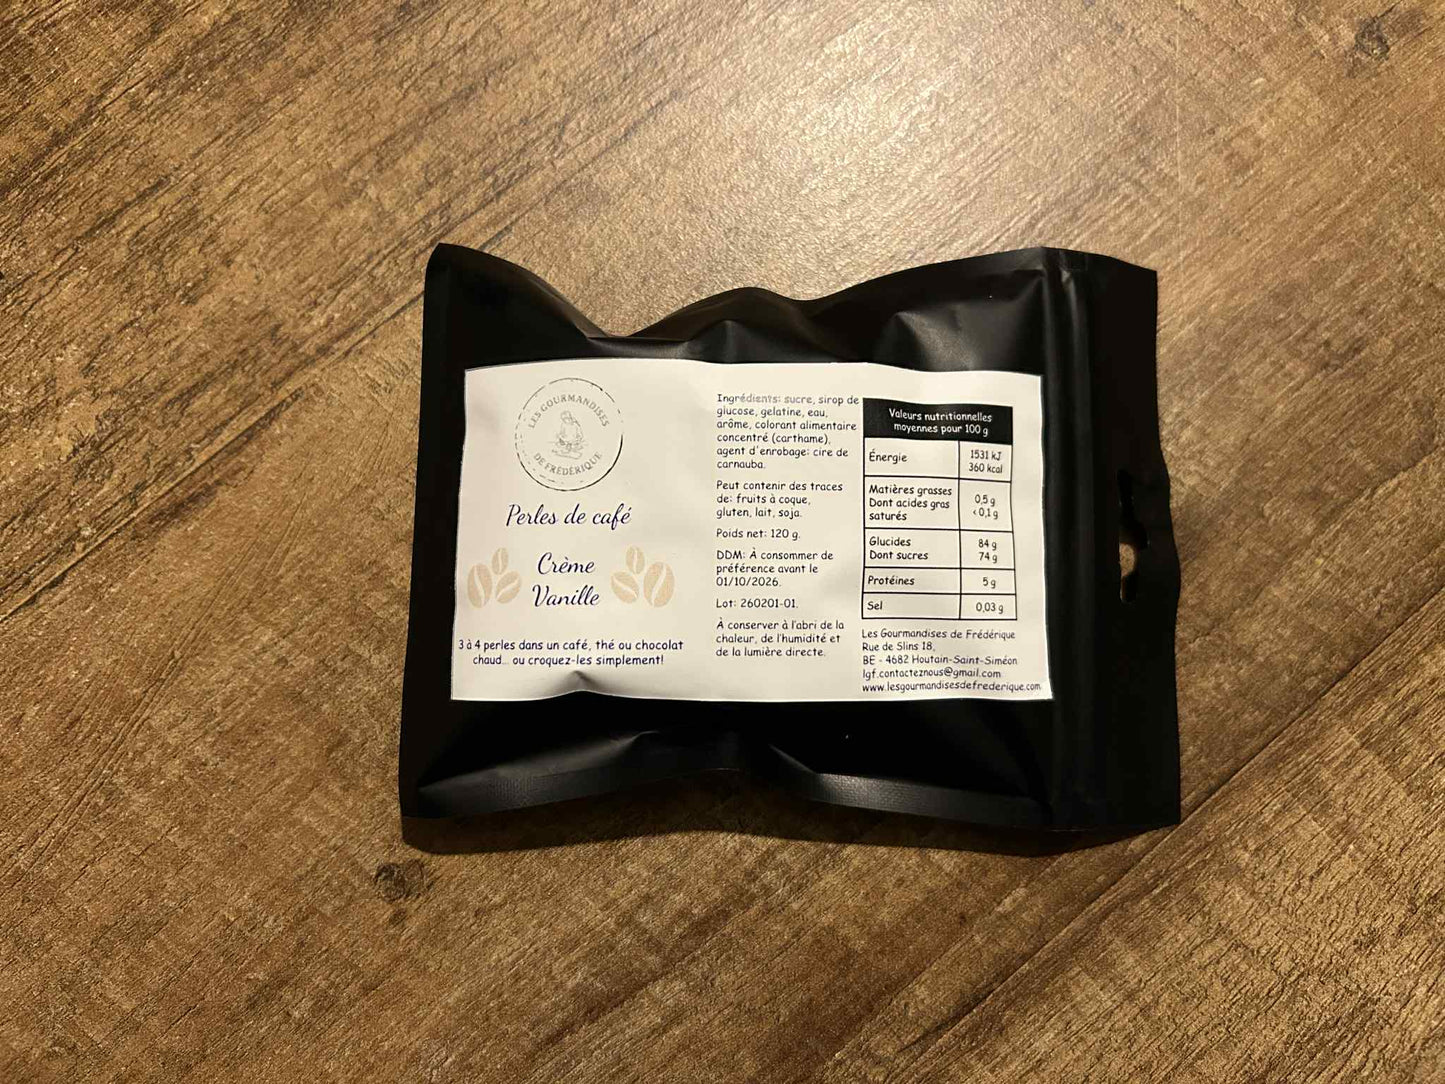 LES GOURMANDISES
DE FRÉDÉRIQUE
Perles de café
Crème
Vanille
3 à 4 perles dans un café, thé ou chocolat
chaud... ou croquez-les simplement!
Ingrédients: sucre, sirop de
glucose, gelatine, eau,
arôme, colorant alimentaire
concentré (carthame),
agent d'enrobage: cire de
carnauba.
Peut contenir des traces
de: fruits à coque,
gluten, lait, soja.
Poids net: 120 g.
DDM: À consommer de
préférence avant le
01/10/2026.
Lot: 260201-01.
À conserver à l'abri de la
chaleur, de l'humidité et
de la lumière directe.
Valeurs nutritionnelles
moyennes pour 100 g
Énergie 1531 kJ
360 kcal
Matières grasses 0,5 g
Dont acides gras
saturés < 0,1 g
Glucides 84 g
Dont sucres 74 g
Protéines 5 g
Sel 0,03 g
Les Gourmandises de Frédérique
Rue de Slins 18,
BE - 4682 Houtain-Saint-Siméon
lgf.contacteznous@gmail.com
www.lesgourmandisesdefrederique.com